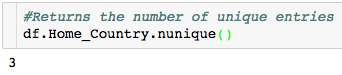 #Returns the number of unique entries
df.Home_Country.nunique()
3